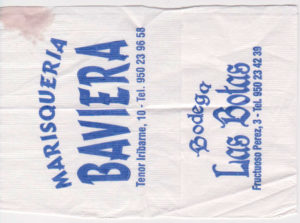 MARISQUERIA
BAVIERA
Tenor Iribarne, 10 - Tel. 950 23 96 58
Bodega
Las Botas
Fructuoso Perez, 3 - Tel. 950 23 42 39